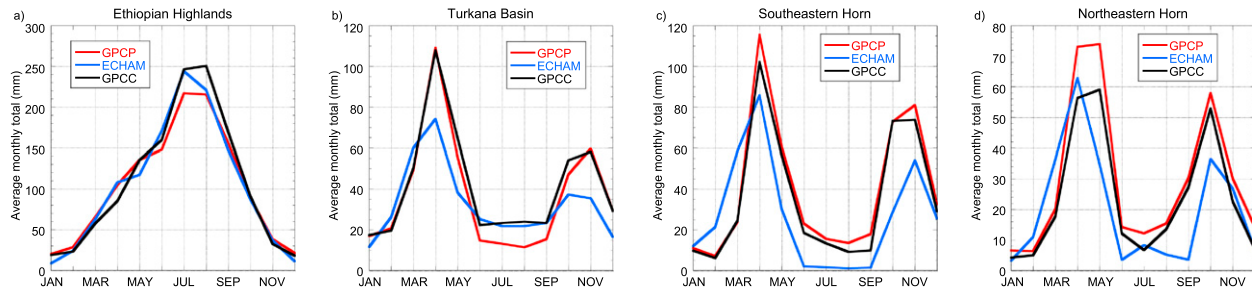 a) Ethiopian Highlands
Average monthly total (mm)
300
250
200
150
100
50
0
GPCP
ECHAM
GPCC
JAN MAR MAY JUL SEP NOV
b) Turkana Basin
Average monthly total (mm)
120
100
80
60
40
20
0
GPCP
ECHAM
GPCC
JAN MAR MAY JUL SEP NOV
c) Southeastern Horn
Average monthly total (mm)
120
100
80
60
40
20
0
GPCP
ECHAM
GPCC
JAN MAR MAY JUL SEP NOV
d) Northeastern Horn
Average monthly total (mm)
80
70
60
50
40
30
20
10
0
GPCP
ECHAM
GPCC
JAN MAR MAY JUL SEP NOV